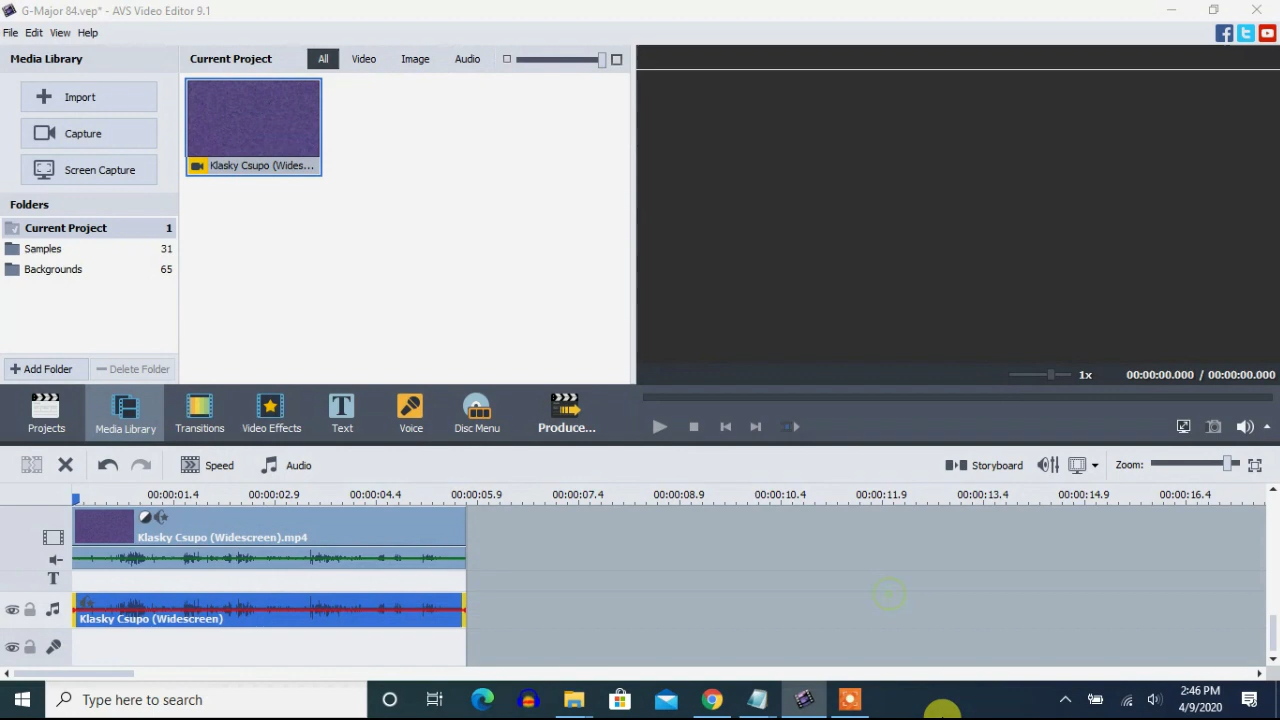 G-Major 84.vep* - AVS Video Editor 9.1
File Edit View Help
Media Library
Current Project All Video Image Audio
Import
Capture
Screen Capture
Klasky Csupo (Wides...
Folders
Current Project 1
Samples 31
Backgrounds 65
Add Folder Delete Folder
1x 00:00:00.000 / 00:00:00.000
Projects Media Library Transitions Video Effects Text Voice Disc Menu Produce...
Speed Audio Storyboard Zoom:
00:00:01.4 00:00:02.9 00:00:04.4 00:00:05.9 00:00:07.4 00:00:08.9 00:00:10.4 00:00:11.9 00:00:13.4 00:00:14.9 00:00:16.4
Klasky Csupo (Widescreen).mp4
T
Klasky Csupo (Widescreen)
Type here to search
2:46 PM
4/9/2020